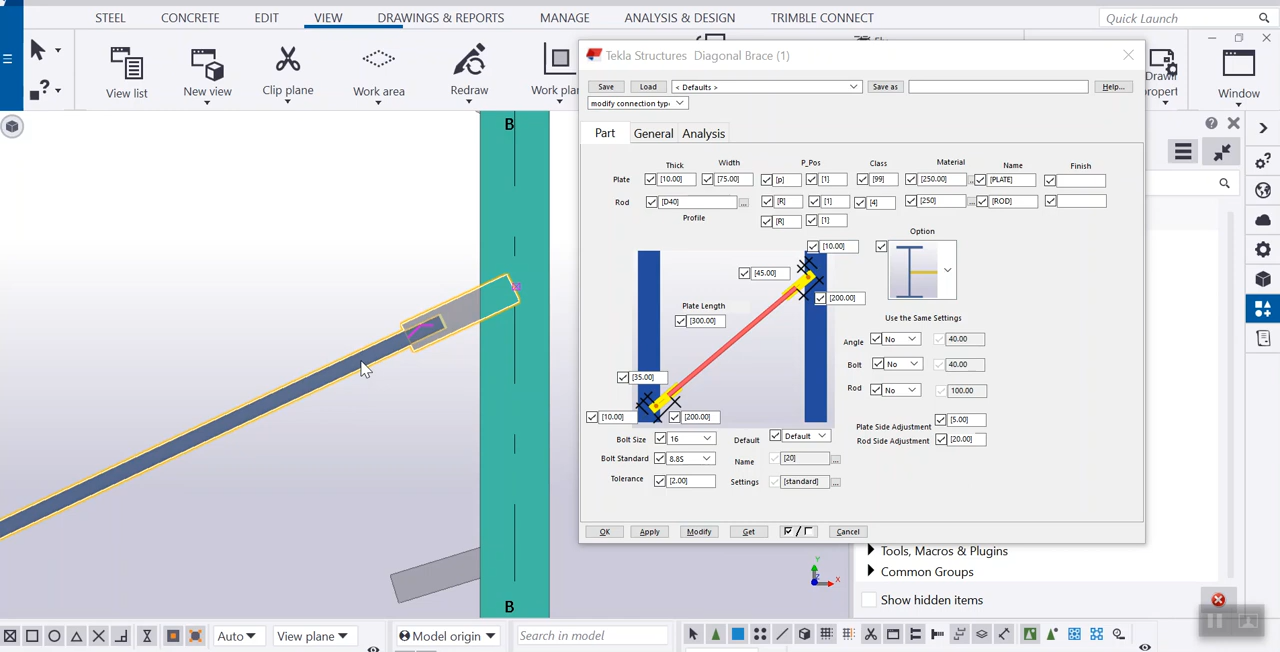 STEEL CONCRETE EDIT VIEW DRAWINGS & REPORTS MANAGE ANALYSIS & DESIGN TRIMBLE CONNECT Quick Launch
View list New view Clip plane Work area Redraw Work plan Window
Tekla Structures Diagonal Brace (1)
Save Load < Defaults > Save as Help...
modify connection type
Part General Analysis
Thick Width P_Pos Class Material Name Finish
Plate [10.00] [75.00] [p] [1] [99] [250.00] ... [PLATE]
Rod [D40] ... [R] [1] [4] [250] ... [ROD]
Profile [R] [1]
Option
[10.00]
[45.00]
[200.00]
Plate Length
[300.00]
Use the Same Settings
Angle No 40.00
Bolt No 40.00
Rod No 100.00
[35.00]
[10.00] [200.00]
Plate Side Adjustment [5.00]
Rod Side Adjustment [20.00]
Bolt Size 16 Default Default
Bolt Standard 8.8S Name [20] ...
Tolerance [2.00] Settings [standard] ...
OK Apply Modify Get / Cancel
B
B
Y
X
Tools, Macros & Plugins
Common Groups
Show hidden items
Auto View plane Model origin Search in model